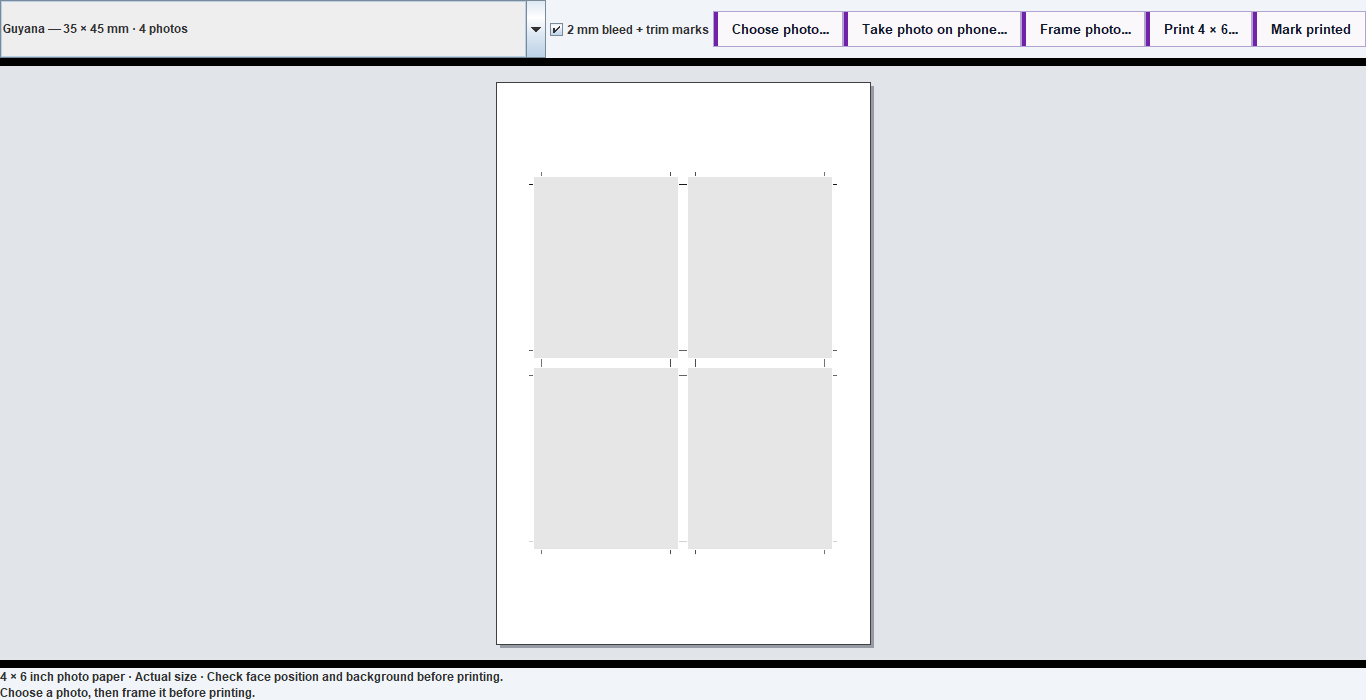 Guyana — 35 × 45 mm · 4 photos
2 mm bleed + trim marks
Choose photo...
Take photo on phone...
Frame photo...
Print 4 × 6...
Mark printed
4 × 6 inch photo paper · Actual size · Check face position and background before printing.
Choose a photo, then frame it before printing.